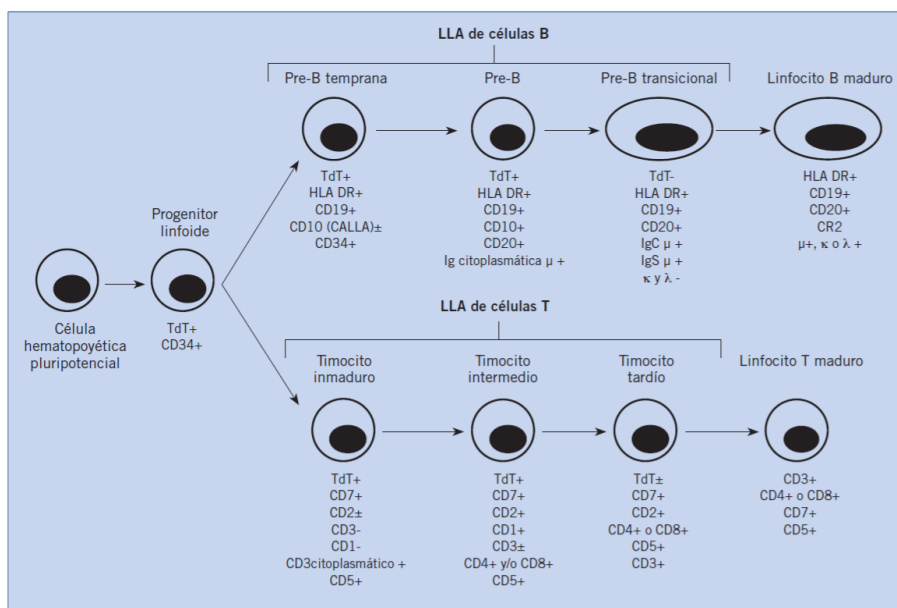 LLA de células B
Pre-B temprana
Pre-B
Pre-B transicional
Linfocito B maduro
TdT+
HLA DR+
CD19+
CD10 (CALLA)±
CD34+
TdT+
HLA DR+
CD19+
CD10+
CD20+
Ig citoplasmática μ +
TdT-
HLA DR+
CD19+
CD20+
IgC μ +
IgS μ +
κ y λ -
HLA DR+
CD19+
CD20+
CR2
μ+, κ o λ +
Progenitor
linfoide
Célula
hematopoyética
pluripotencial
TdT+
CD34+
LLA de células T
Timocito
inmaduro
Timocito
intermedio
Timocito
tardío
Linfocito T maduro
TdT+
CD7+
CD2±
CD3-
CD1-
CD3citoplasmático +
CD5+
TdT+
CD7+
CD2+
CD1+
CD3±
CD4+ y/o CD8+
CD5+
TdT±
CD7+
CD2+
CD4+ o CD8+
CD5+
CD3+
CD3+
CD4+ o CD8+
CD7+
CD5+